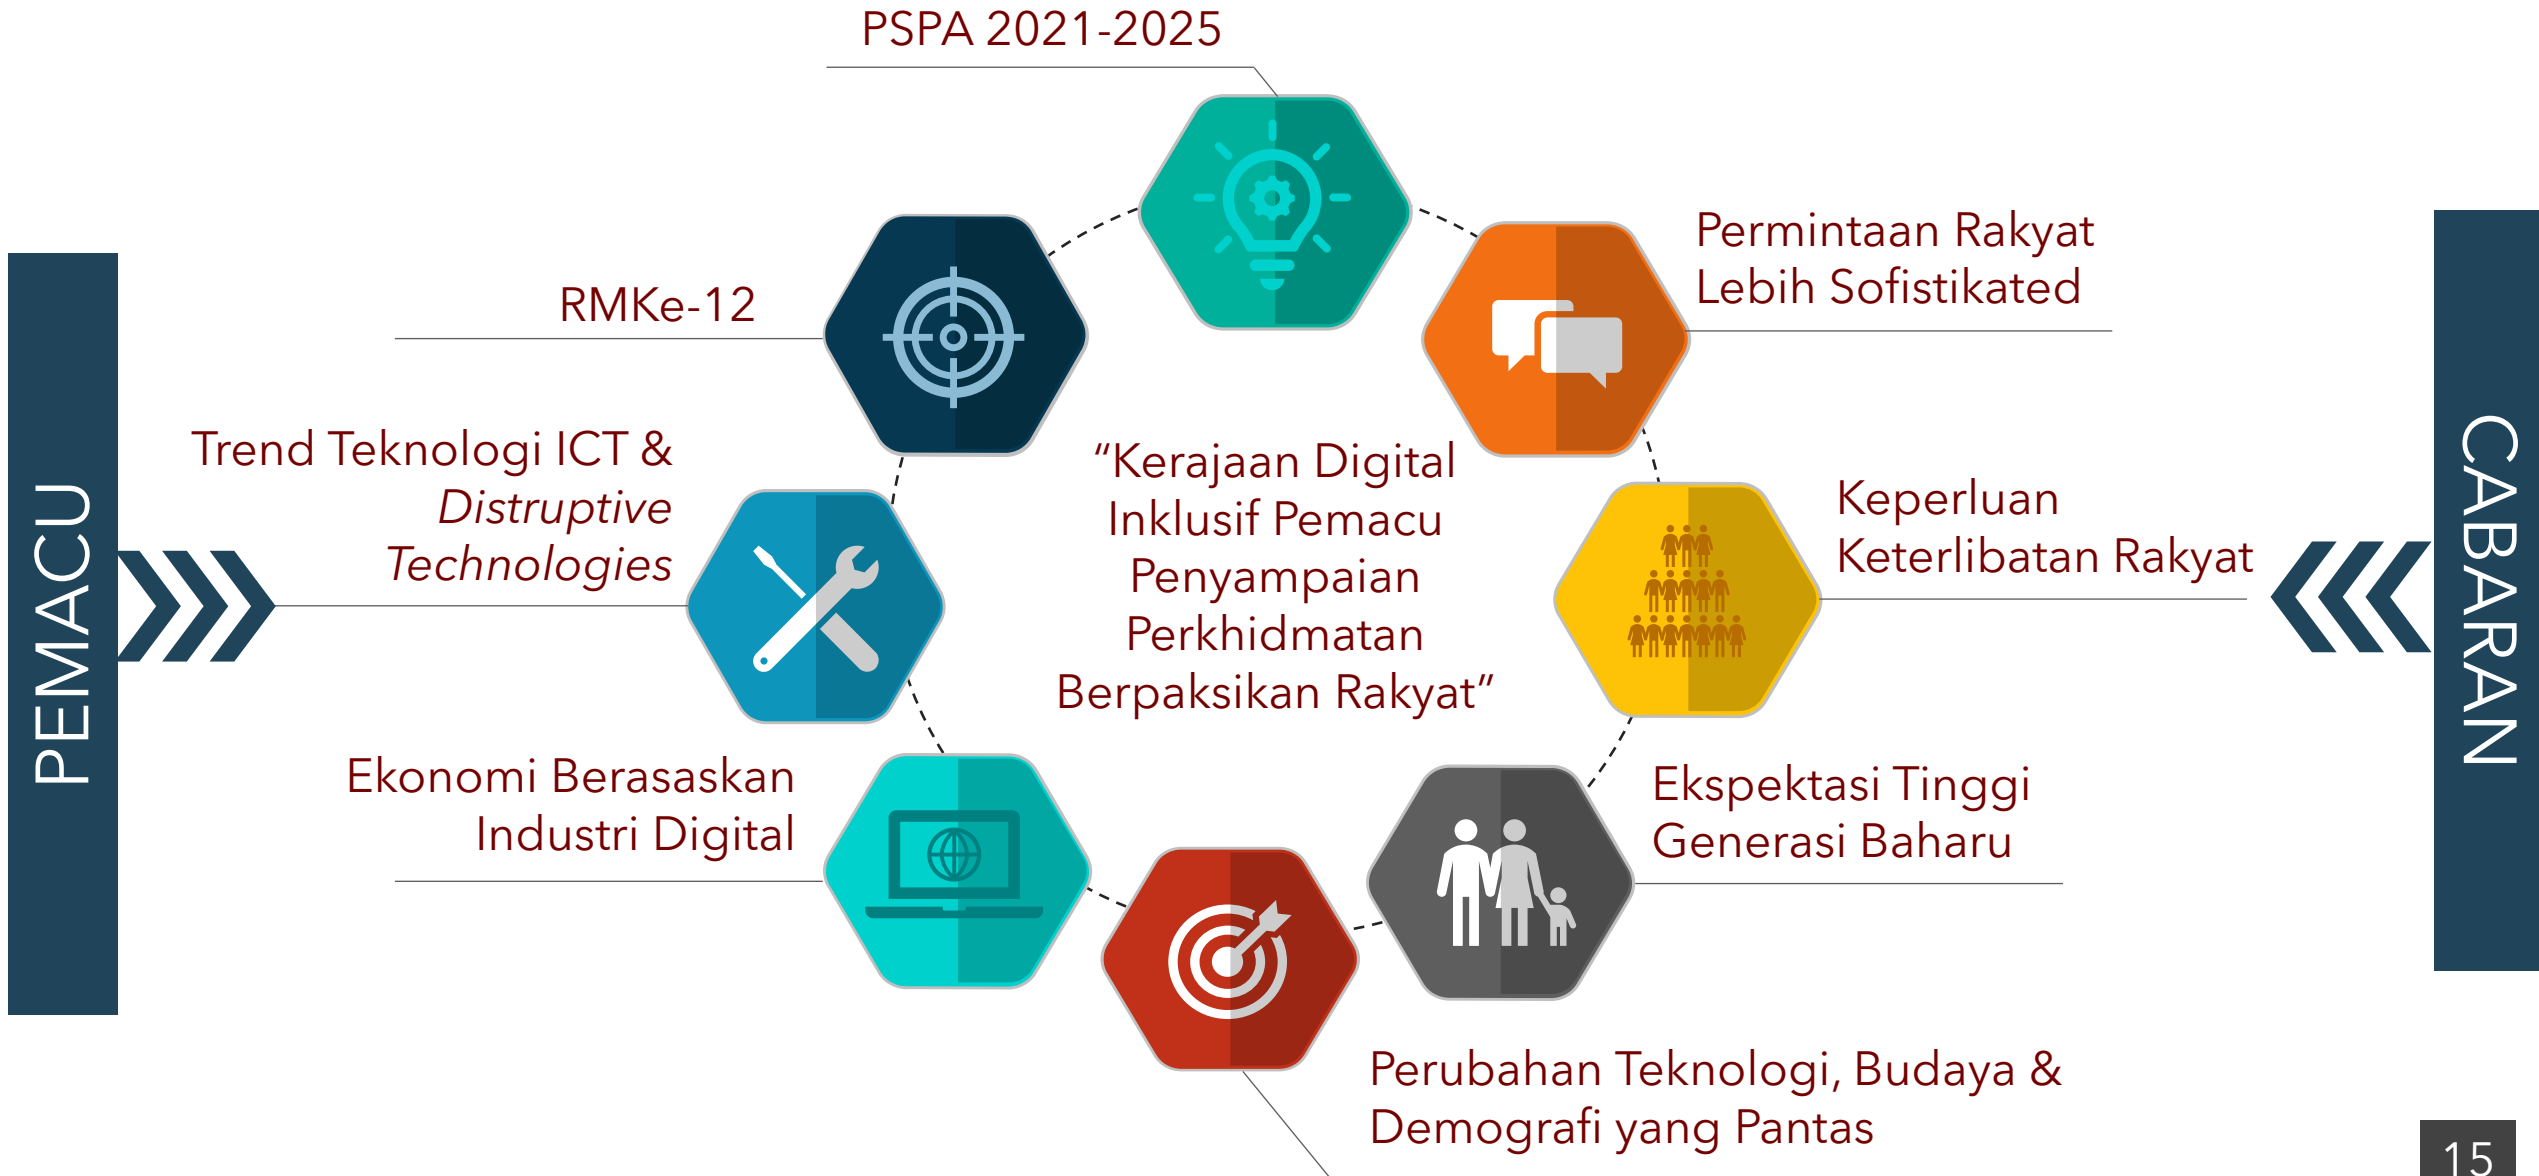 PSPA 2021-2025
RMKe-12
Trend Teknologi ICT &
Distruptive
Technologies
Ekonomi Berasaskan
Industri Digital
PEMACU
“Kerajaan Digital
Inklusif Pemacu
Penyampaian
Perkhidmatan
Berpaksikan Rakyat”
Permintaan Rakyat
Lebih Sofistikated
Keperluan
Keterlibatan Rakyat
Ekspektasi Tinggi
Generasi Baharu
Perubahan Teknologi, Budaya &
Demografi yang Pantas
CABARAN
15